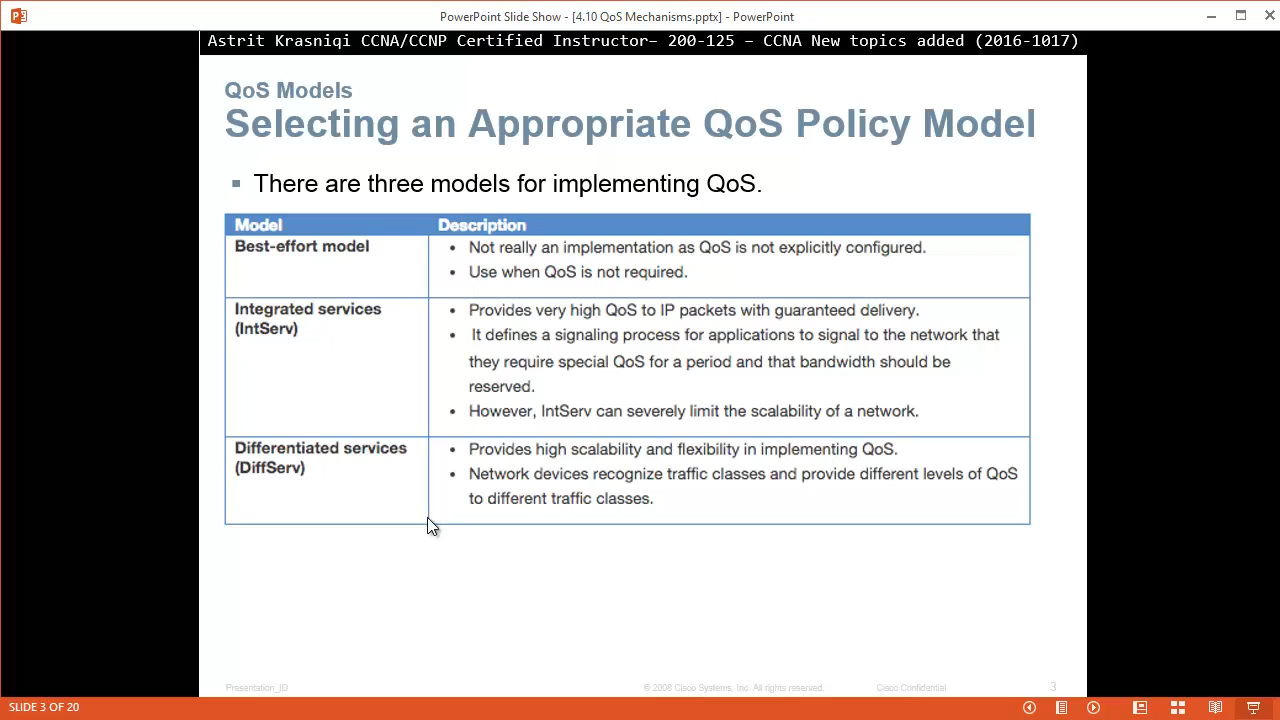 PowerPoint Slide Show - [4.10 QoS Mechanisms.pptx] - PowerPoint
Astrit Krasniqi CCNA/CCNP Certified Instructor– 200-125 – CCNA New topics added (2016-1017)
QoS Models
Selecting an Appropriate QoS Policy Model
There are three models for implementing QoS.
Model Description
Best-effort model
• Not really an implementation as QoS is not explicitly configured.
• Use when QoS is not required.
Integrated services
(IntServ)
• Provides very high QoS to IP packets with guaranteed delivery.
• It defines a signaling process for applications to signal to the network that
they require special QoS for a period and that bandwidth should be
reserved.
• However, IntServ can severely limit the scalability of a network.
Differentiated services
(DiffServ)
• Provides high scalability and flexibility in implementing QoS.
• Network devices recognize traffic classes and provide different levels of QoS
to different traffic classes.
Presentation_ID © 2008 Cisco Systems, Inc. All rights reserved. Cisco Confidential 3
SLIDE 3 OF 20